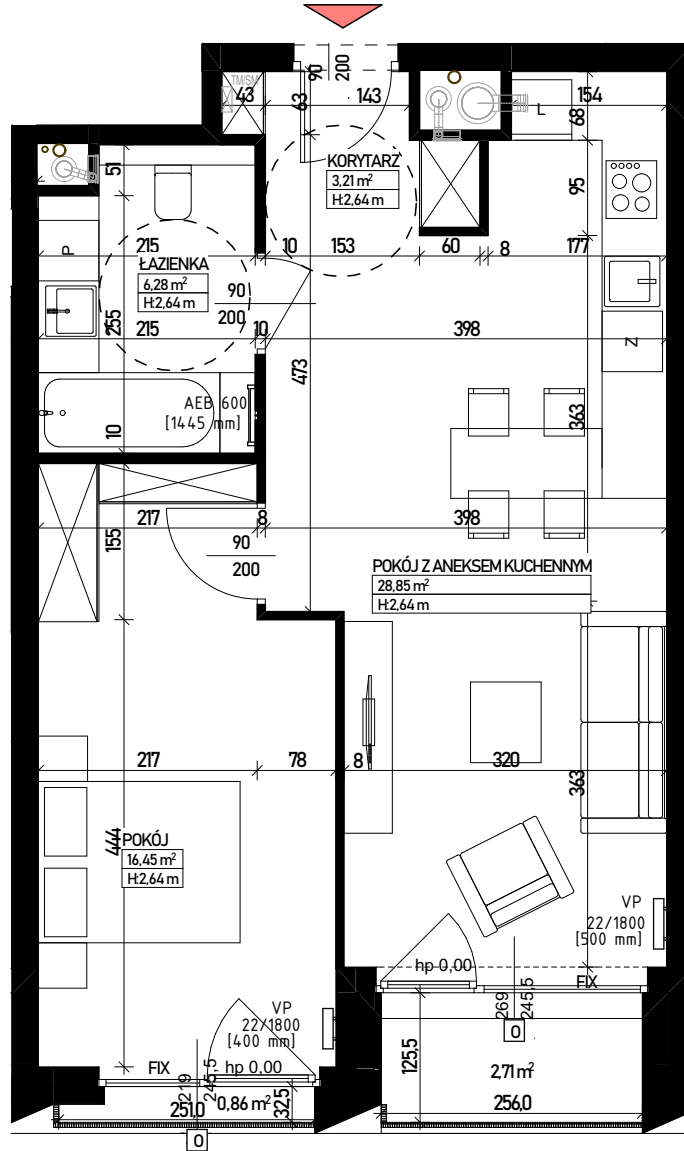 90
200
TM/SM
43
63
143
154
L
68
KORYTARZ
3,21 m²
H:2,64 m
51
95
P
215
10
153
60
8
177
ŁAZIENKA
6,28 m²
H:2,64 m
90
200
255
215
10
398
Z
473
363
AEB 600
[1445 mm]
10
217
8
398
155
90
200
POKÓJ Z ANEKSEM KUCHENNYM
28,85 m²
H:2,64 m
217
78
8
320
363
444
POKÓJ
16,45 m²
H:2,64 m
VP
22/1800
[500 mm]
hp 0,00
FIX
269
245,5
O
VP
22/1800
[400 mm]
125,5
2,71 m²
FIX
hp 0,00
219
245,5
251,0
0,86 m²
32,5
256,0
O